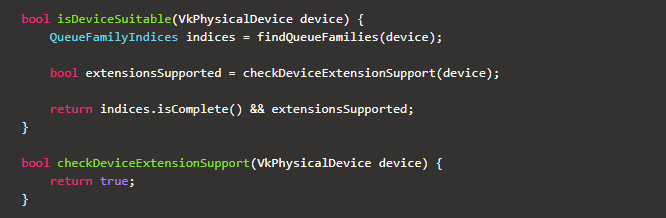 bool isDeviceSuitable(VkPhysicalDevice device) {
    QueueFamilyIndices indices = findQueueFamilies(device);

    bool extensionsSupported = checkDeviceExtensionSupport(device);

    return indices.isComplete() && extensionsSupported;
}

bool checkDeviceExtensionSupport(VkPhysicalDevice device) {
    return true;
}